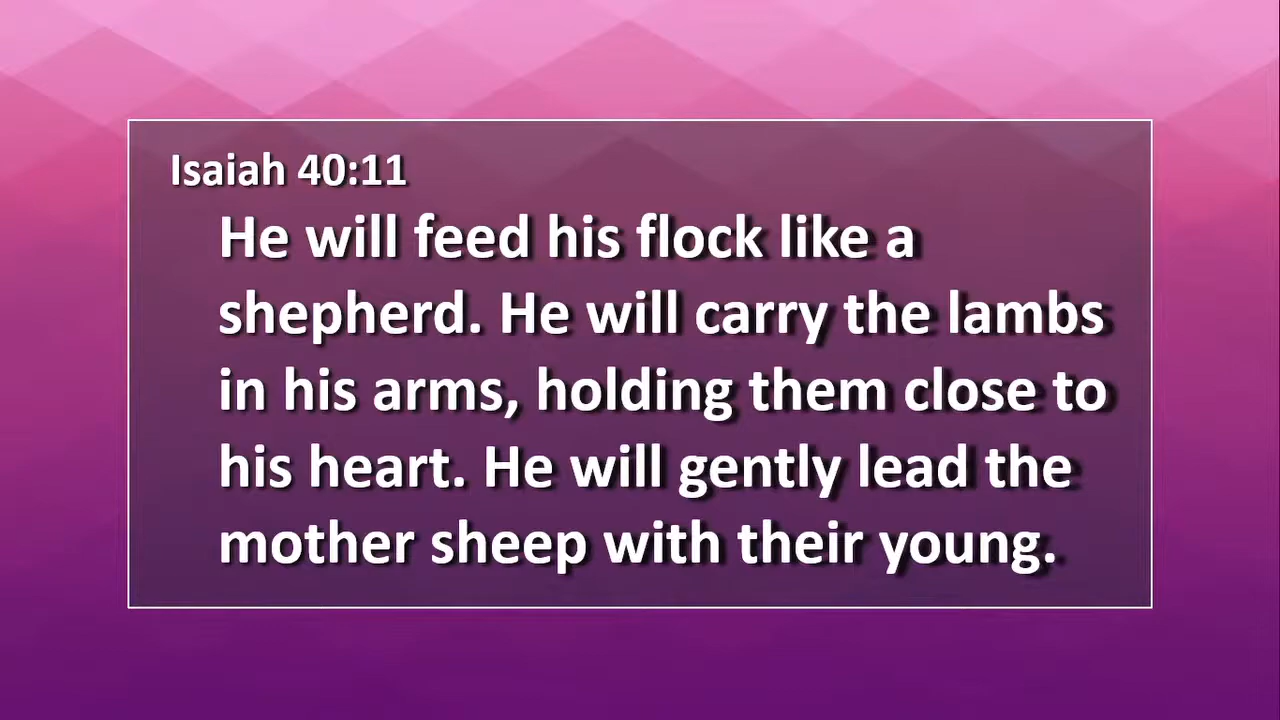 Isaiah 40:11
He will feed his flock like a
shepherd. He will carry the lambs
in his arms, holding them close to
his heart. He will gently lead the
mother sheep with their young.